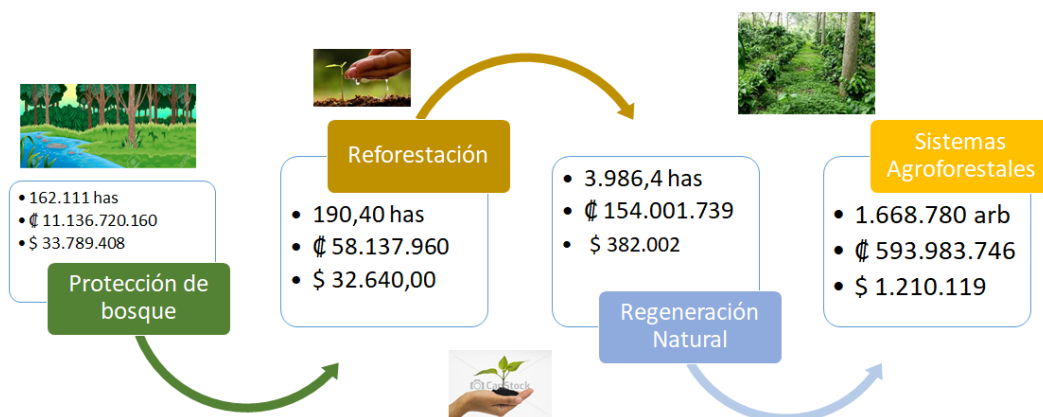 • 162.111 has
• ₡ 11.136.720.160
• $ 33.789.408
Protección de
bosque
Reforestación
• 190,40 has
• ₡ 58.137.960
• $ 32.640,00
• 3.986,4 has
• ₡ 154.001.739
• $ 382.002
Regeneración
Natural
Sistemas
Agroforestales
• 1.668.780 arb
• ₡ 593.983.746
• $ 1.210.119
CanStock